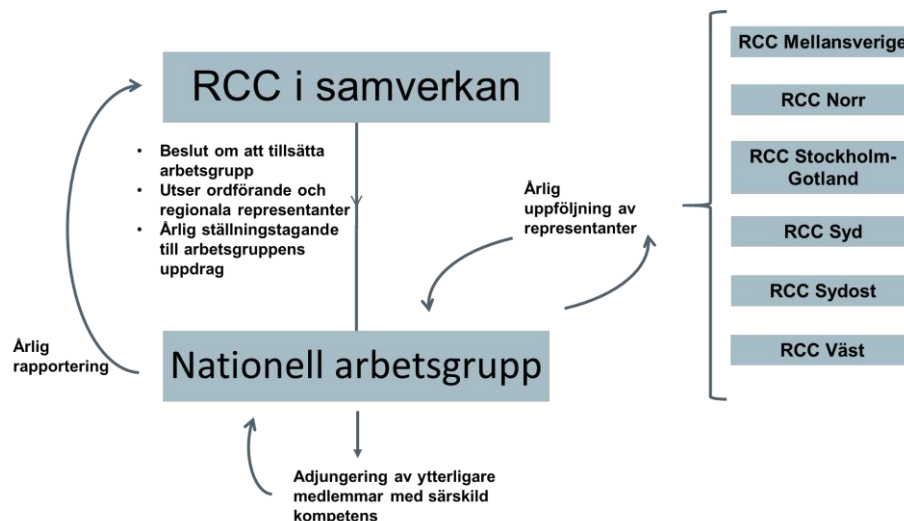 RCC i samverkan
• Beslut om att tillsätta
arbetsgrupp
• Utser ordförande och
regionala representanter
• Årlig ställningstagande
till arbetsgruppens
uppdrag
Årlig
uppföljning av
representanter
Årlig
rapportering
Nationell arbetsgrupp
Adjungering av ytterligare
medlemmar med särskild
kompetens
RCC Mellansverige
RCC Norr
RCC Stockholm-
Gotland
RCC Syd
RCC Sydost
RCC Väst